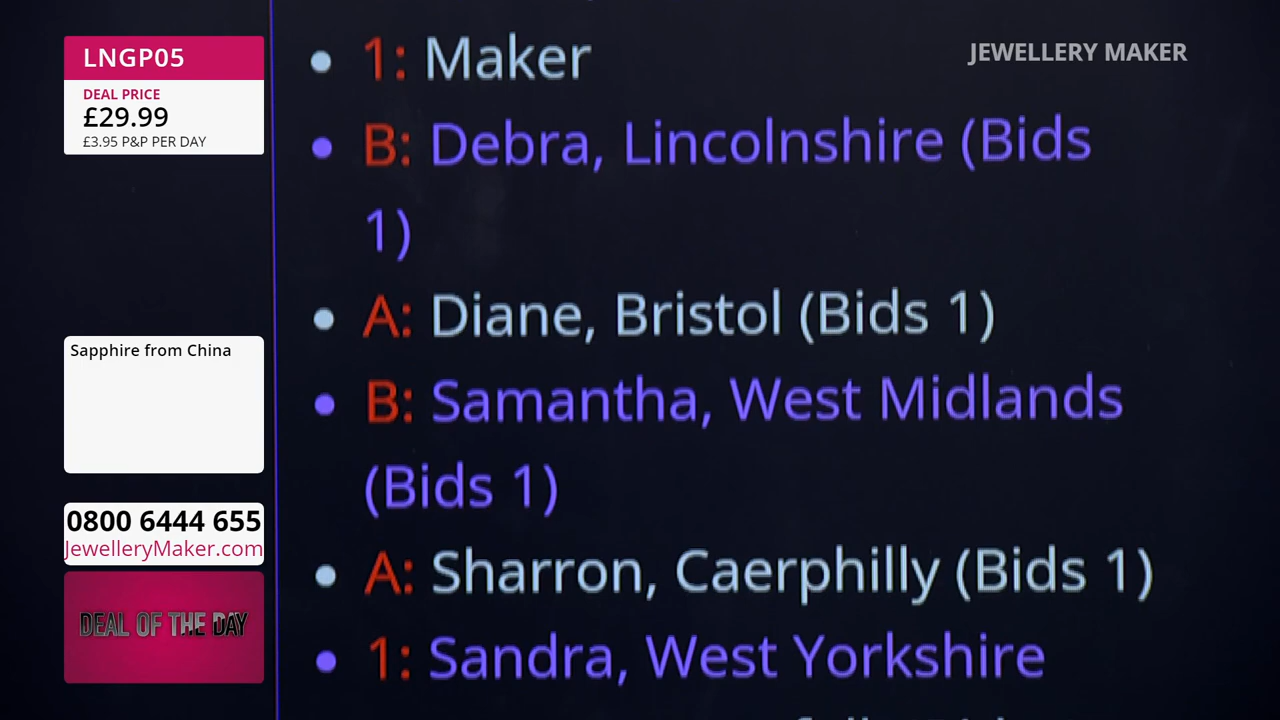 LNGP05
DEAL PRICE
£29.99
£3.95 P&P PER DAY
Sapphire from China
0800 6444 655
JewelleryMaker.com
DEAL OF THE DAY
JEWELLERY MAKER
• 1: Maker
• B: Debra, Lincolnshire (Bids
1)
• A: Diane, Bristol (Bids 1)
• B: Samantha, West Midlands
(Bids 1)
• A: Sharron, Caerphilly (Bids 1)
• 1: Sandra, West Yorkshire